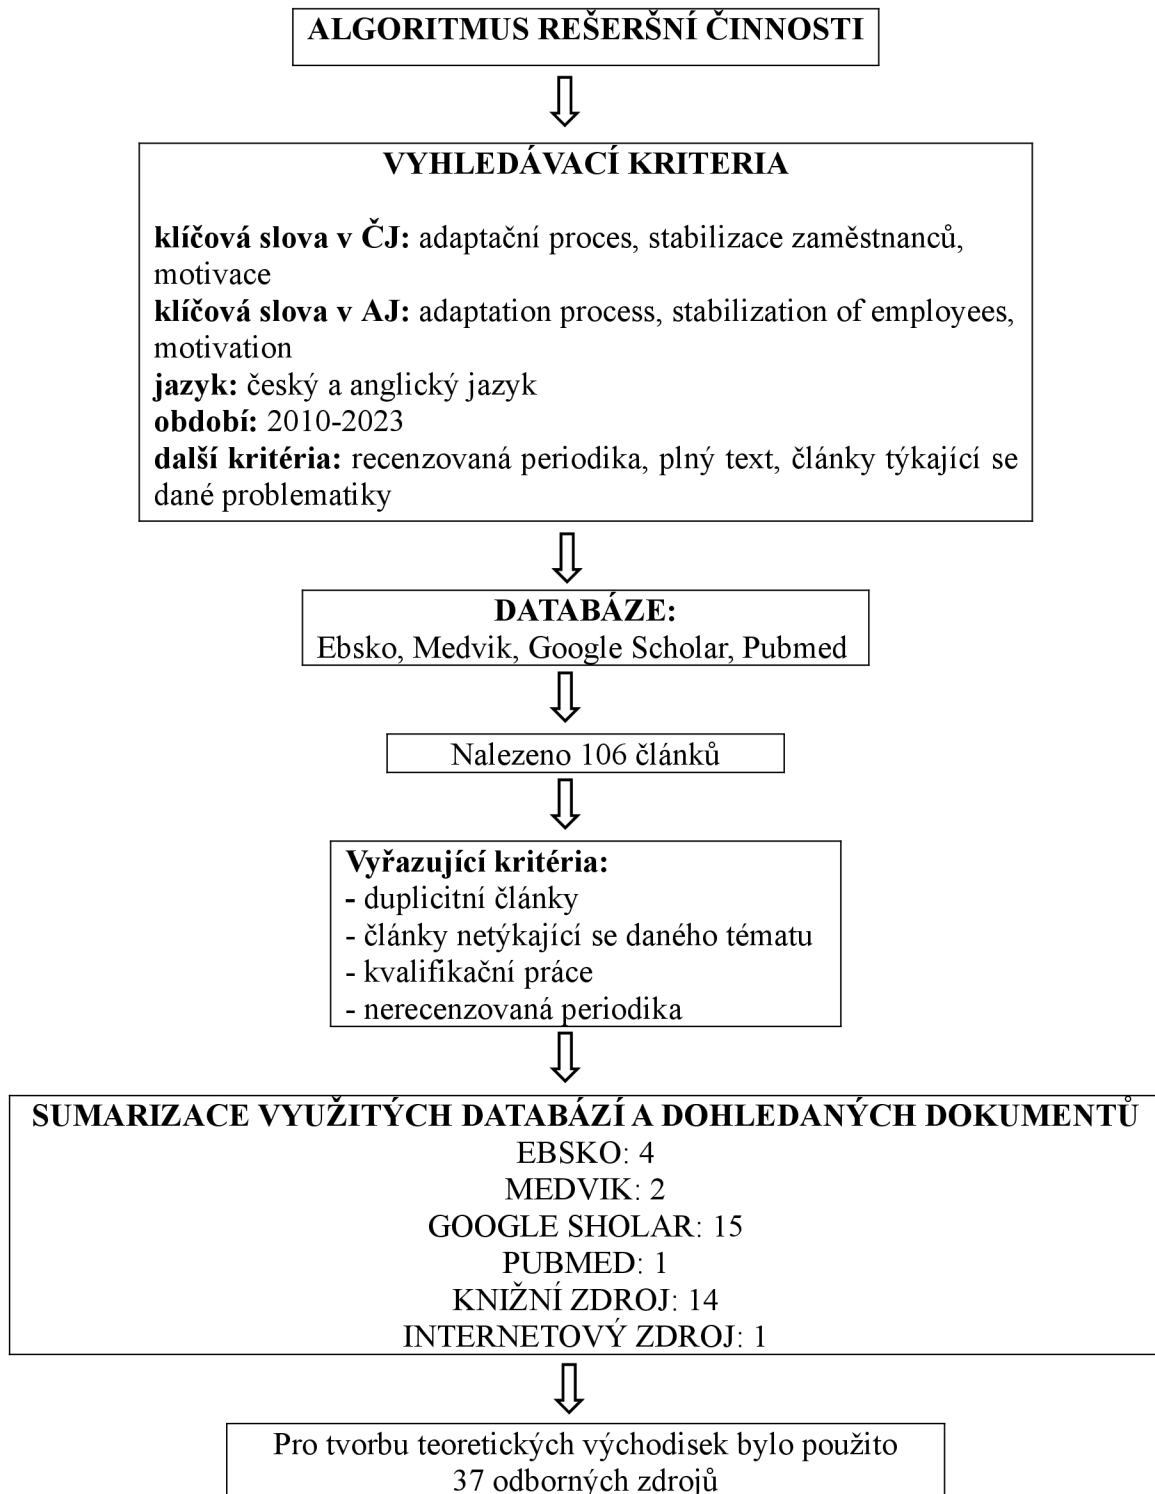 ALGORITMUS REŠERŠNÍ ČINNOSTI
VYHLEDÁVACÍ KRITERIA
klíčová slova v ČJ: adaptační proces, stabilizace zaměstnanců,
motivace
klíčová slova v AJ: adaptation process, stabilization of employees,
motivation
jazyk: český a anglický jazyk
období: 2010-2023
další kritéria: recenzovaná periodika, plný text, články týkající se
dané problematiky
DATABÁZE:
Ebsko, Medvik, Google Scholar, Pubmed
Nalezeno 106 článků
Vyřazující kritéria:
- duplicitní články
- články netýkající se daného tématu
- kvalifikační práce
- nerecenzovaná periodika
SUMARIZACE VYUŽITÝCH DATABÁZÍ A DOHLEDANÝCH DOKUMENTŮ
EBSKO: 4
MEDVIK: 2
GOOGLE SHOLAR: 15
PUBMED: 1
KNIŽNÍ ZDROJ: 14
INTERNETOVÝ ZDROJ: 1
Pro tvorbu teoretických východisek bylo použito
37 odborných zdrojů